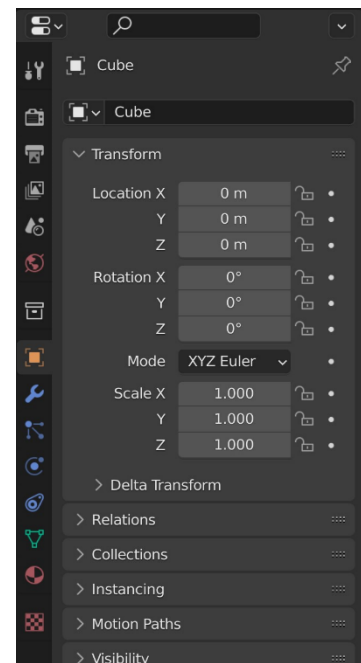 Cube
Cube
Transform
Location X 0 m
Y 0 m
Z 0 m
Rotation X 0°
Y 0°
Z 0°
Mode XYZ Euler
Scale X 1.000
Y 1.000
Z 1.000
Delta Transform
Relations
Collections
Instancing
Motion Paths
Visibility